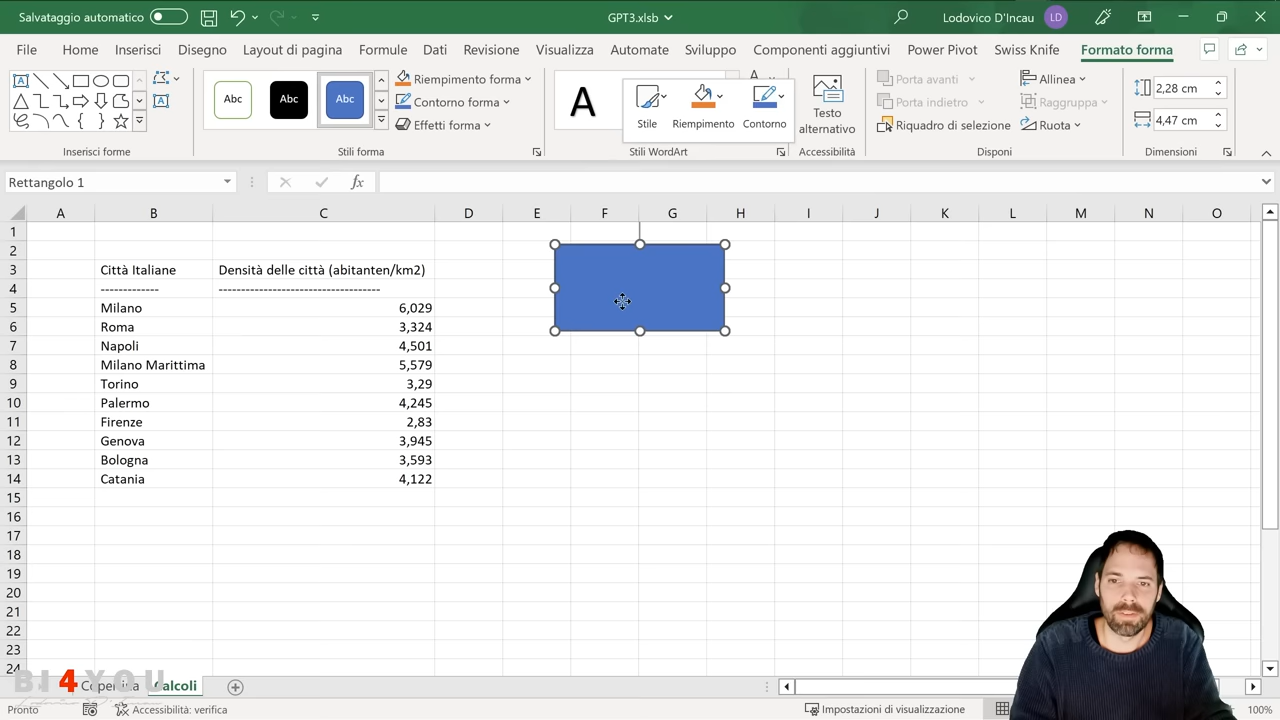 Salvataggio automatico
GPT3.xlsb
Lodovico D'Incau LD
File Home Inserisci Disegno Layout di pagina Formule Dati Revisione Visualizza Automate Sviluppo Componenti aggiuntivi Power Pivot Swiss Knife Formato forma
Abc Abc Abc
Riempimento forma
Contorno forma
Effetti forma
A
Stile Riempimento Contorno
Testo
alternativo
Porta avanti
Porta indietro
Riquadro di selezione
Allinea
Raggruppa
Ruota
2,28 cm
4,47 cm
Inserisci forme Stili forma Stili WordArt Accessibilità Disponi Dimensioni
Rettangolo 1
fx
A B C D E F G H I J K L M N O
1
2
3 Città Italiane Densità delle città (abitanten/km2)
4 ------------- ------------------------------------
5 Milano 6,029
6 Roma 3,324
7 Napoli 4,501
8 Milano Marittima 5,579
9 Torino 3,29
10 Palermo 4,245
11 Firenze 2,83
12 Genova 3,945
13 Bologna 3,593
14 Catania 4,122
15
16
17
18
19
20
21
22
23
24
BI4YOU
Calcoli
Pronto
Accessibilità: verifica
Impostazioni di visualizzazione
100%